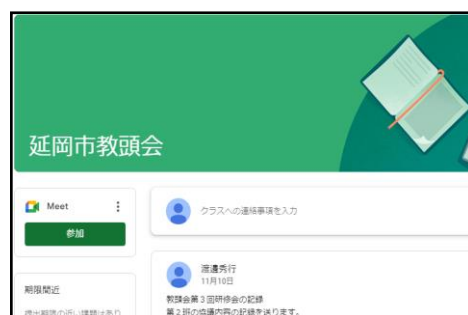 延岡市教頭会
Meet
参加
クラスへの連絡事項を入力
渡邉秀行
11月10日
教頭会第3回研修会の記録
第2班の協議内容の記録を送ります。
期限間近